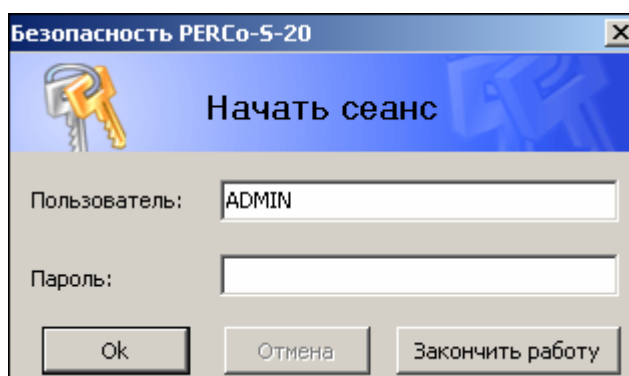 Безопасность PERCo-S-20
Начать сеанс
Пользователь: ADMIN
Пароль:
Ok Отмена Закончить работу